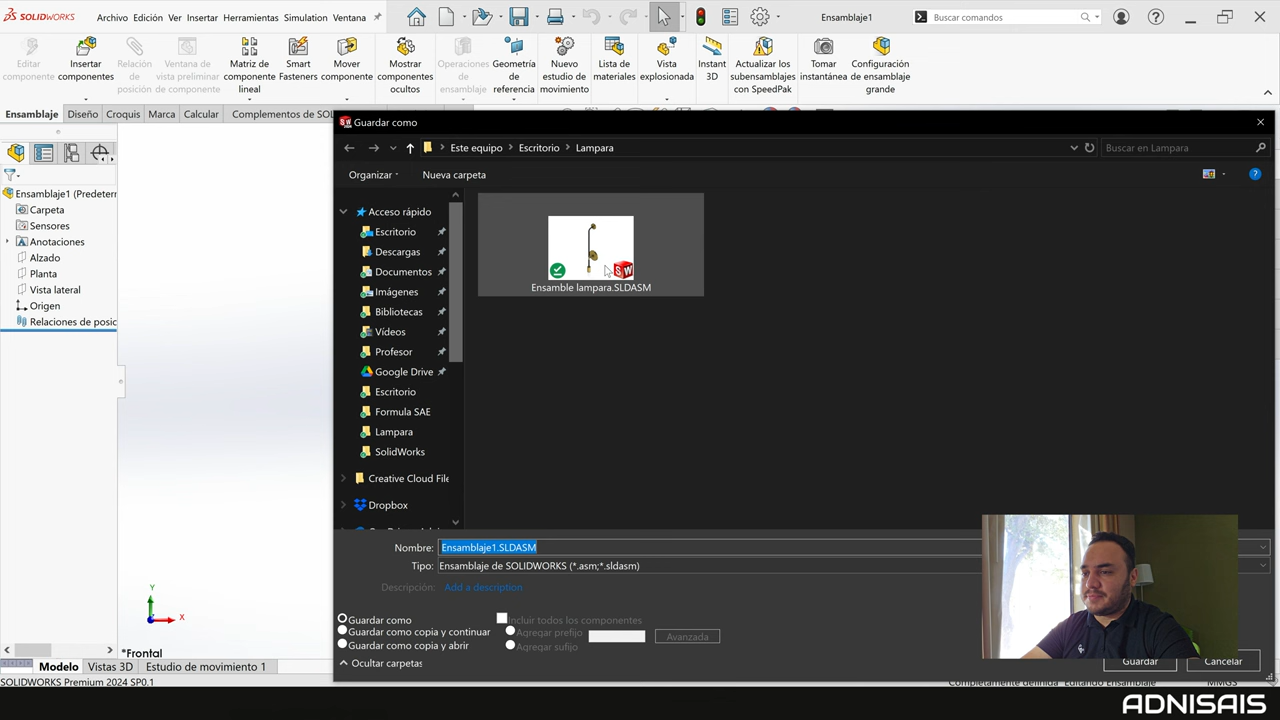 SOLIDWORKS
Archivo Edición Ver Insertar Herramientas Simulation Ventana
Ensamblaje1
Buscar comandos
Editar componente
Insertar componentes
Relación de posición
Ventana de vista preliminar de componente
Matriz de componente lineal
Smart Fasteners
Mover componente
Mostrar componentes ocultos
Operaciones de ensamblaje
Geometría de referencia
Nuevo estudio de movimiento
Lista de materiales
Vista explosionada
Instant 3D
Actualizar los subensamblajes con SpeedPak
Tomar instantánea
Configuración de ensamblaje grande
Ensamblaje Diseño Croquis Marca Calcular Complementos de SOL
Guardar como
Este equipo > Escritorio > Lampara
Buscar en Lampara
Organizar
Nueva carpeta
Ensamblaje1 (Predeterr
Carpeta
Sensores
Anotaciones
Alzado
Planta
Vista lateral
Origen
Relaciones de posic
Acceso rápido
Escritorio
Descargas
Documentos
Imágenes
Bibliotecas
Vídeos
Profesor
Google Drive
Escritorio
Formula SAE
Lampara
SolidWorks
Creative Cloud File
Dropbox
Ensamble lampara.SLDASM
Nombre: Ensamblaje1.SLDASM
Tipo: Ensamblaje de SOLIDWORKS (*.asm;*.sldasm)
Descripción: Add a description
Guardar como
Guardar como copia y continuar
Guardar como copia y abrir
Incluir todos los componentes
Agregar prefijo
Agregar sufijo
Avanzada
Ocultar carpetas
Guardar
Cancelar
Y
X
*Frontal
Modelo Vistas 3D Estudio de movimiento 1
SOLIDWORKS Premium 2024 SP0.1
Completamente definida Editando Ensamblaje MMGS
ADNISAIS